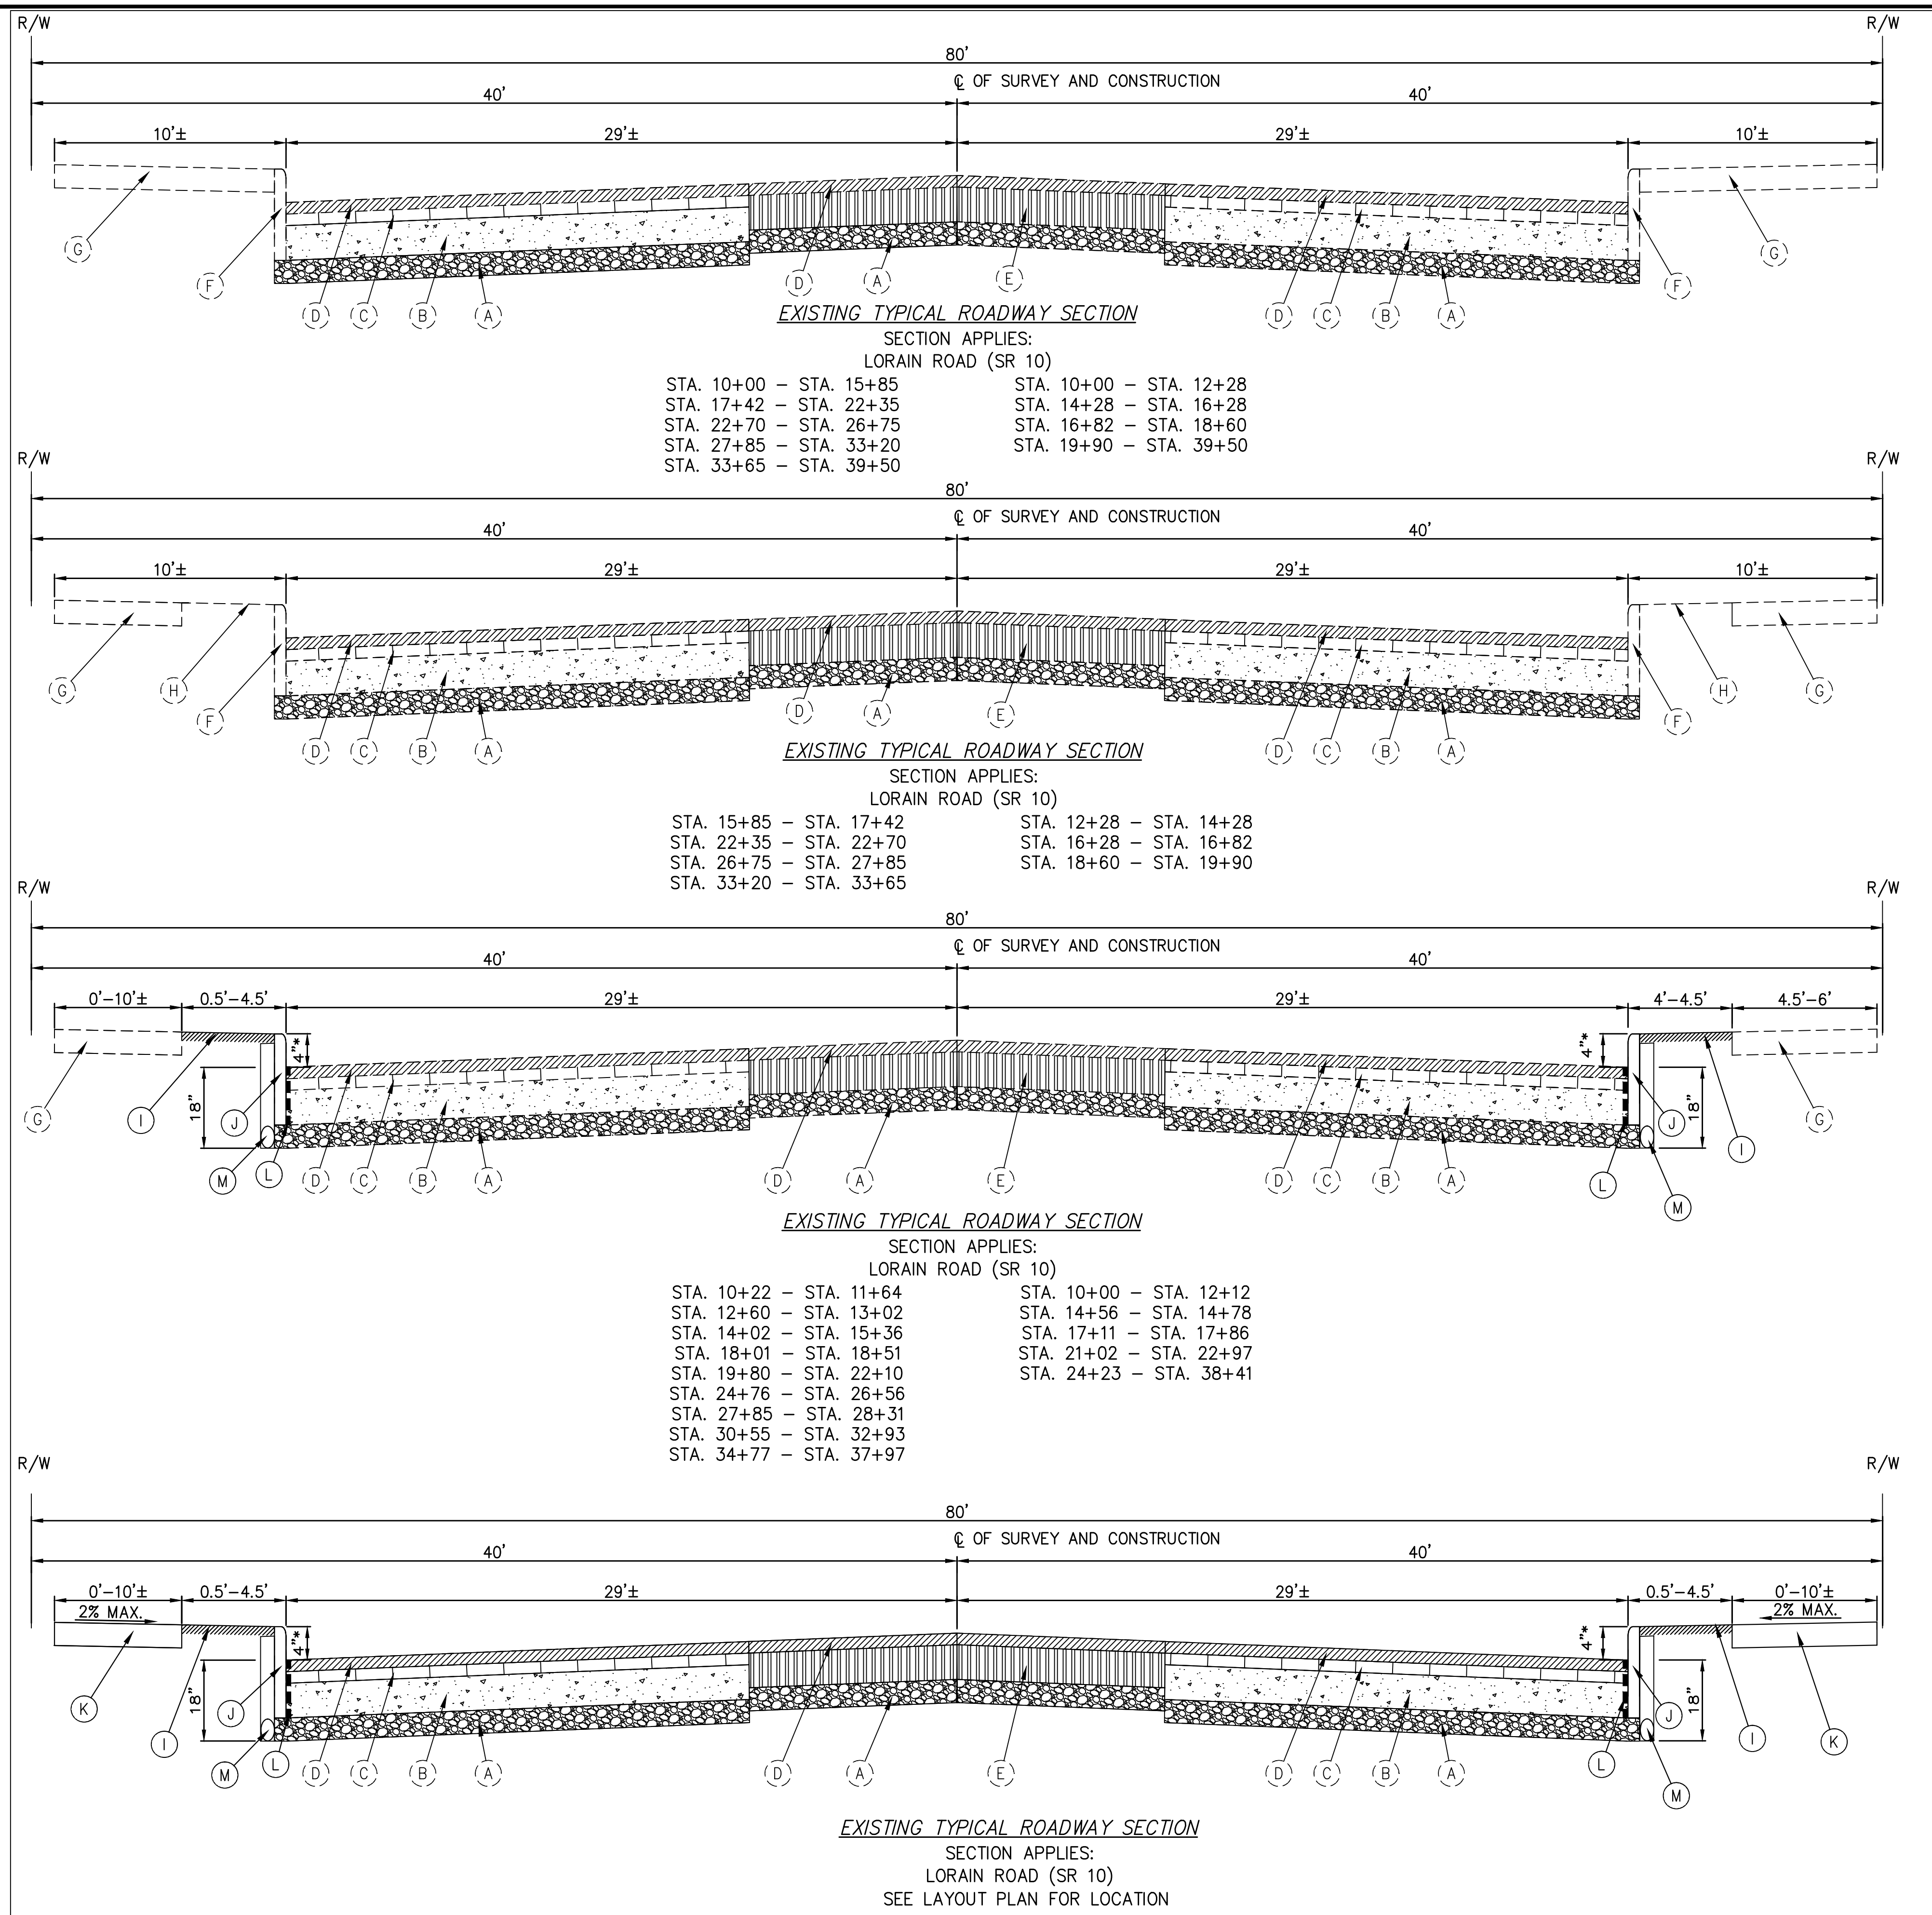 R/W R/W
80'
℄ OF SURVEY AND CONSTRUCTION
40' 40'
10'± 29'± 29'± 10'±
G F D C B A D A E D C B A F G
EXISTING TYPICAL ROADWAY SECTION
SECTION APPLIES:
LORAIN ROAD (SR 10)
STA. 10+00 – STA. 15+85 STA. 10+00 – STA. 12+28
STA. 17+42 – STA. 22+35 STA. 14+28 – STA. 16+28
STA. 22+70 – STA. 26+75 STA. 16+82 – STA. 18+60
STA. 27+85 – STA. 33+20 STA. 19+90 – STA. 39+50
STA. 33+65 – STA. 39+50
R/W R/W
80'
℄ OF SURVEY AND CONSTRUCTION
40' 40'
10'± 29'± 29'± 10'±
G H F D C B A D A E D C B A F H G
EXISTING TYPICAL ROADWAY SECTION
SECTION APPLIES:
LORAIN ROAD (SR 10)
STA. 15+85 – STA. 17+42 STA. 12+28 – STA. 14+28
STA. 22+35 – STA. 22+70 STA. 16+28 – STA. 16+82
STA. 26+75 – STA. 27+85 STA. 18+60 – STA. 19+90
STA. 33+20 – STA. 33+65
R/W R/W
80'
℄ OF SURVEY AND CONSTRUCTION
40' 40'
0'–10'± 0.5'–4.5' 29'± 29'± 4'–4.5' 4.5'–6'
4"* 4"*
18" 18"
G I J M L D C B A D A E D C B A L J M I G
EXISTING TYPICAL ROADWAY SECTION
SECTION APPLIES:
LORAIN ROAD (SR 10)
STA. 10+22 – STA. 11+64 STA. 10+00 – STA. 12+12
STA. 12+60 – STA. 13+02 STA. 14+56 – STA. 14+78
STA. 14+02 – STA. 15+36 STA. 17+11 – STA. 17+86
STA. 18+01 – STA. 18+51 STA. 21+02 – STA. 22+97
STA. 19+80 – STA. 22+10 STA. 24+23 – STA. 38+41
STA. 24+76 – STA. 26+56
STA. 27+85 – STA. 28+31
STA. 30+55 – STA. 32+93
STA. 34+77 – STA. 37+97
R/W R/W
80'
℄ OF SURVEY AND CONSTRUCTION
40' 40'
0'–10'± 0.5'–4.5' 29'± 29'± 0.5'–4.5' 0'–10'±
2% MAX. 2% MAX.
4"* 4"*
18" 18"
K I J M L D C B A D A E D C B A L J M I K
EXISTING TYPICAL ROADWAY SECTION
SECTION APPLIES:
LORAIN ROAD (SR 10)
SEE LAYOUT PLAN FOR LOCATION